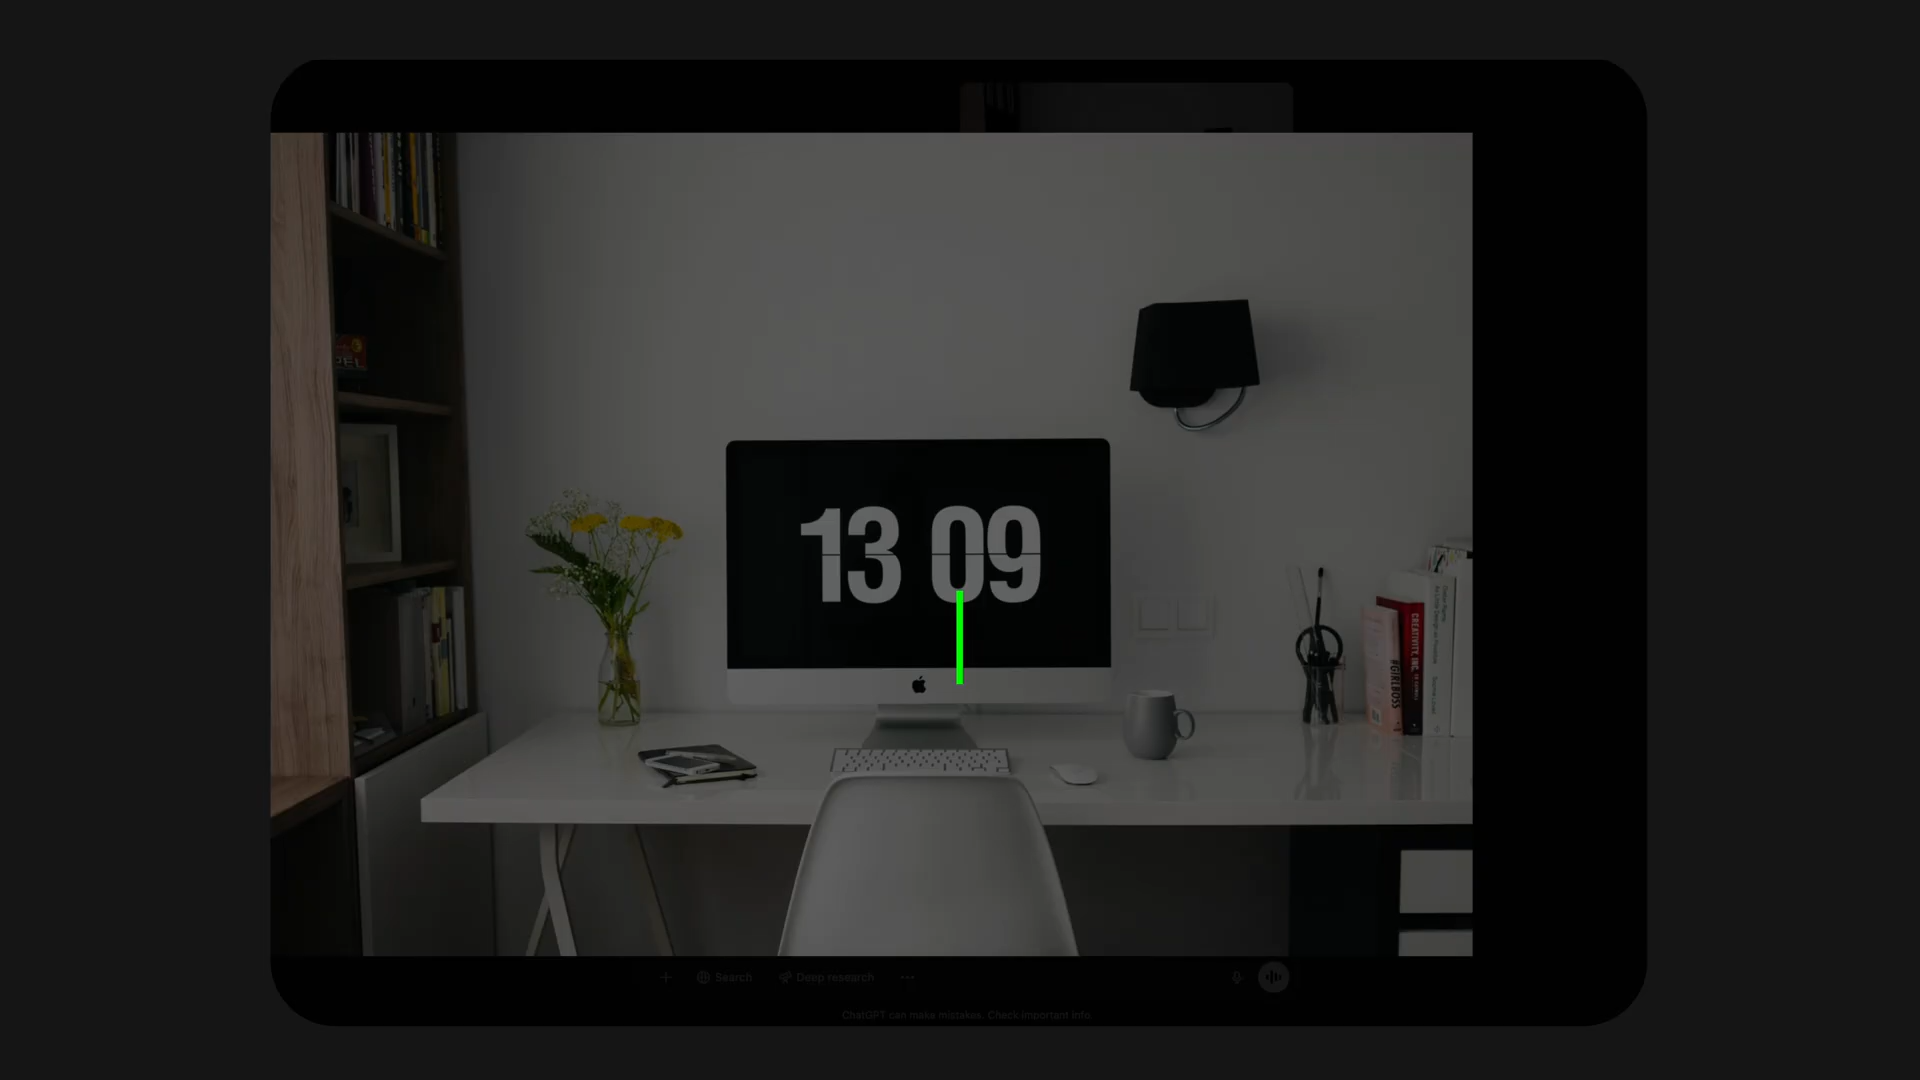 13 09
#GIRLBOSS
CREATIVITY, INC.
Search
Deep research
ChatGPT can make mistakes. Check important info